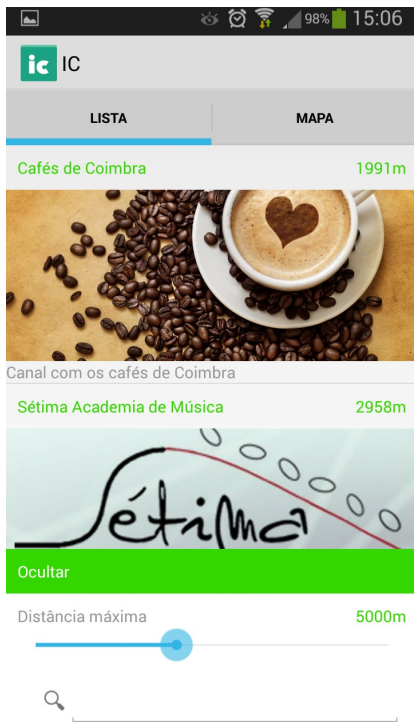 98% 15:06
ic IC
LISTA MAPA
Cafés de Coimbra 1991m
Canal com os cafés de Coimbra
Sétima Academia de Música 2958m
Sétima
Ocultar
Distância máxima 5000m